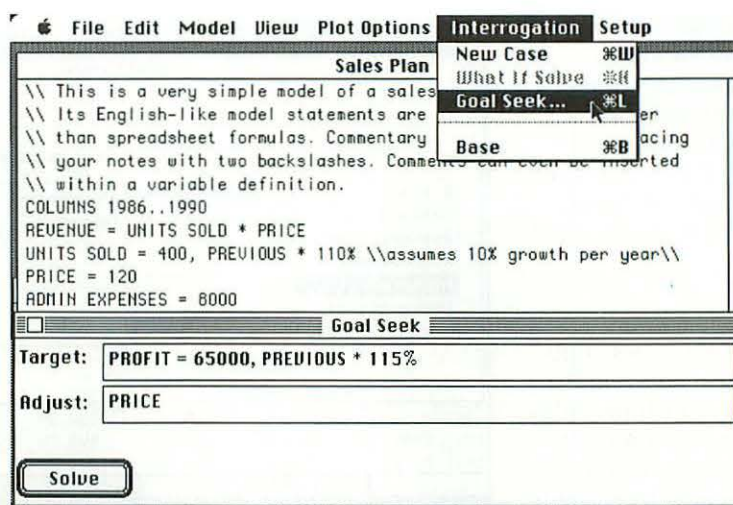 File Edit Model View Plot Options Interrogation Setup
New Case ⌘W
What If Solve ⌘H
Goal Seek... ⌘L
Base ⌘B
Sales Plan
\\ This is a very simple model of a sales
\\ Its English-like model statements are er
\\ than spreadsheet formulas. Commentary acing
\\ your notes with two backslashes. Comments can even be inserted
\\ within a variable definition.
COLUMNS 1986..1990
REVENUE = UNITS SOLD * PRICE
UNITS SOLD = 400, PREVIOUS * 110% \\assumes 10% growth per year\\
PRICE = 120
ADMIN EXPENSES = 8000
Goal Seek
Target: PROFIT = 65000, PREVIOUS * 115%
Adjust: PRICE
Solve